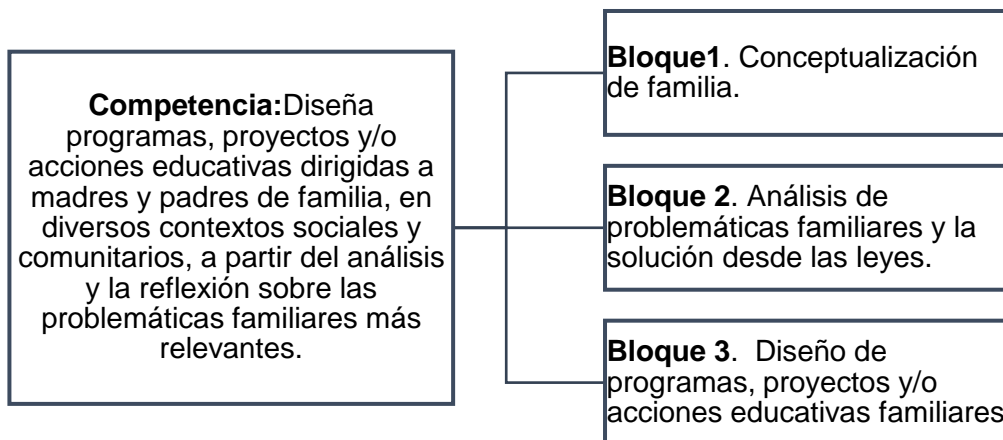 Competencia:Diseña
programas, proyectos y/o
acciones educativas dirigidas a
madres y padres de familia, en
diversos contextos sociales y
comunitarios, a partir del análisis
y la reflexión sobre las
problemáticas familiares más
relevantes.
Bloque1. Conceptualización
de familia.
Bloque 2. Análisis de
problemáticas familiares y la
solución desde las leyes.
Bloque 3. Diseño de
programas, proyectos y/o
acciones educativas familiares